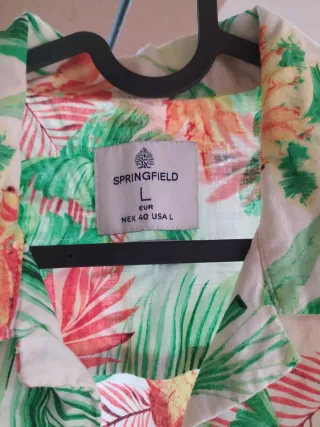 SPRINGFIELD
L
EUR
MEX 40 USA L